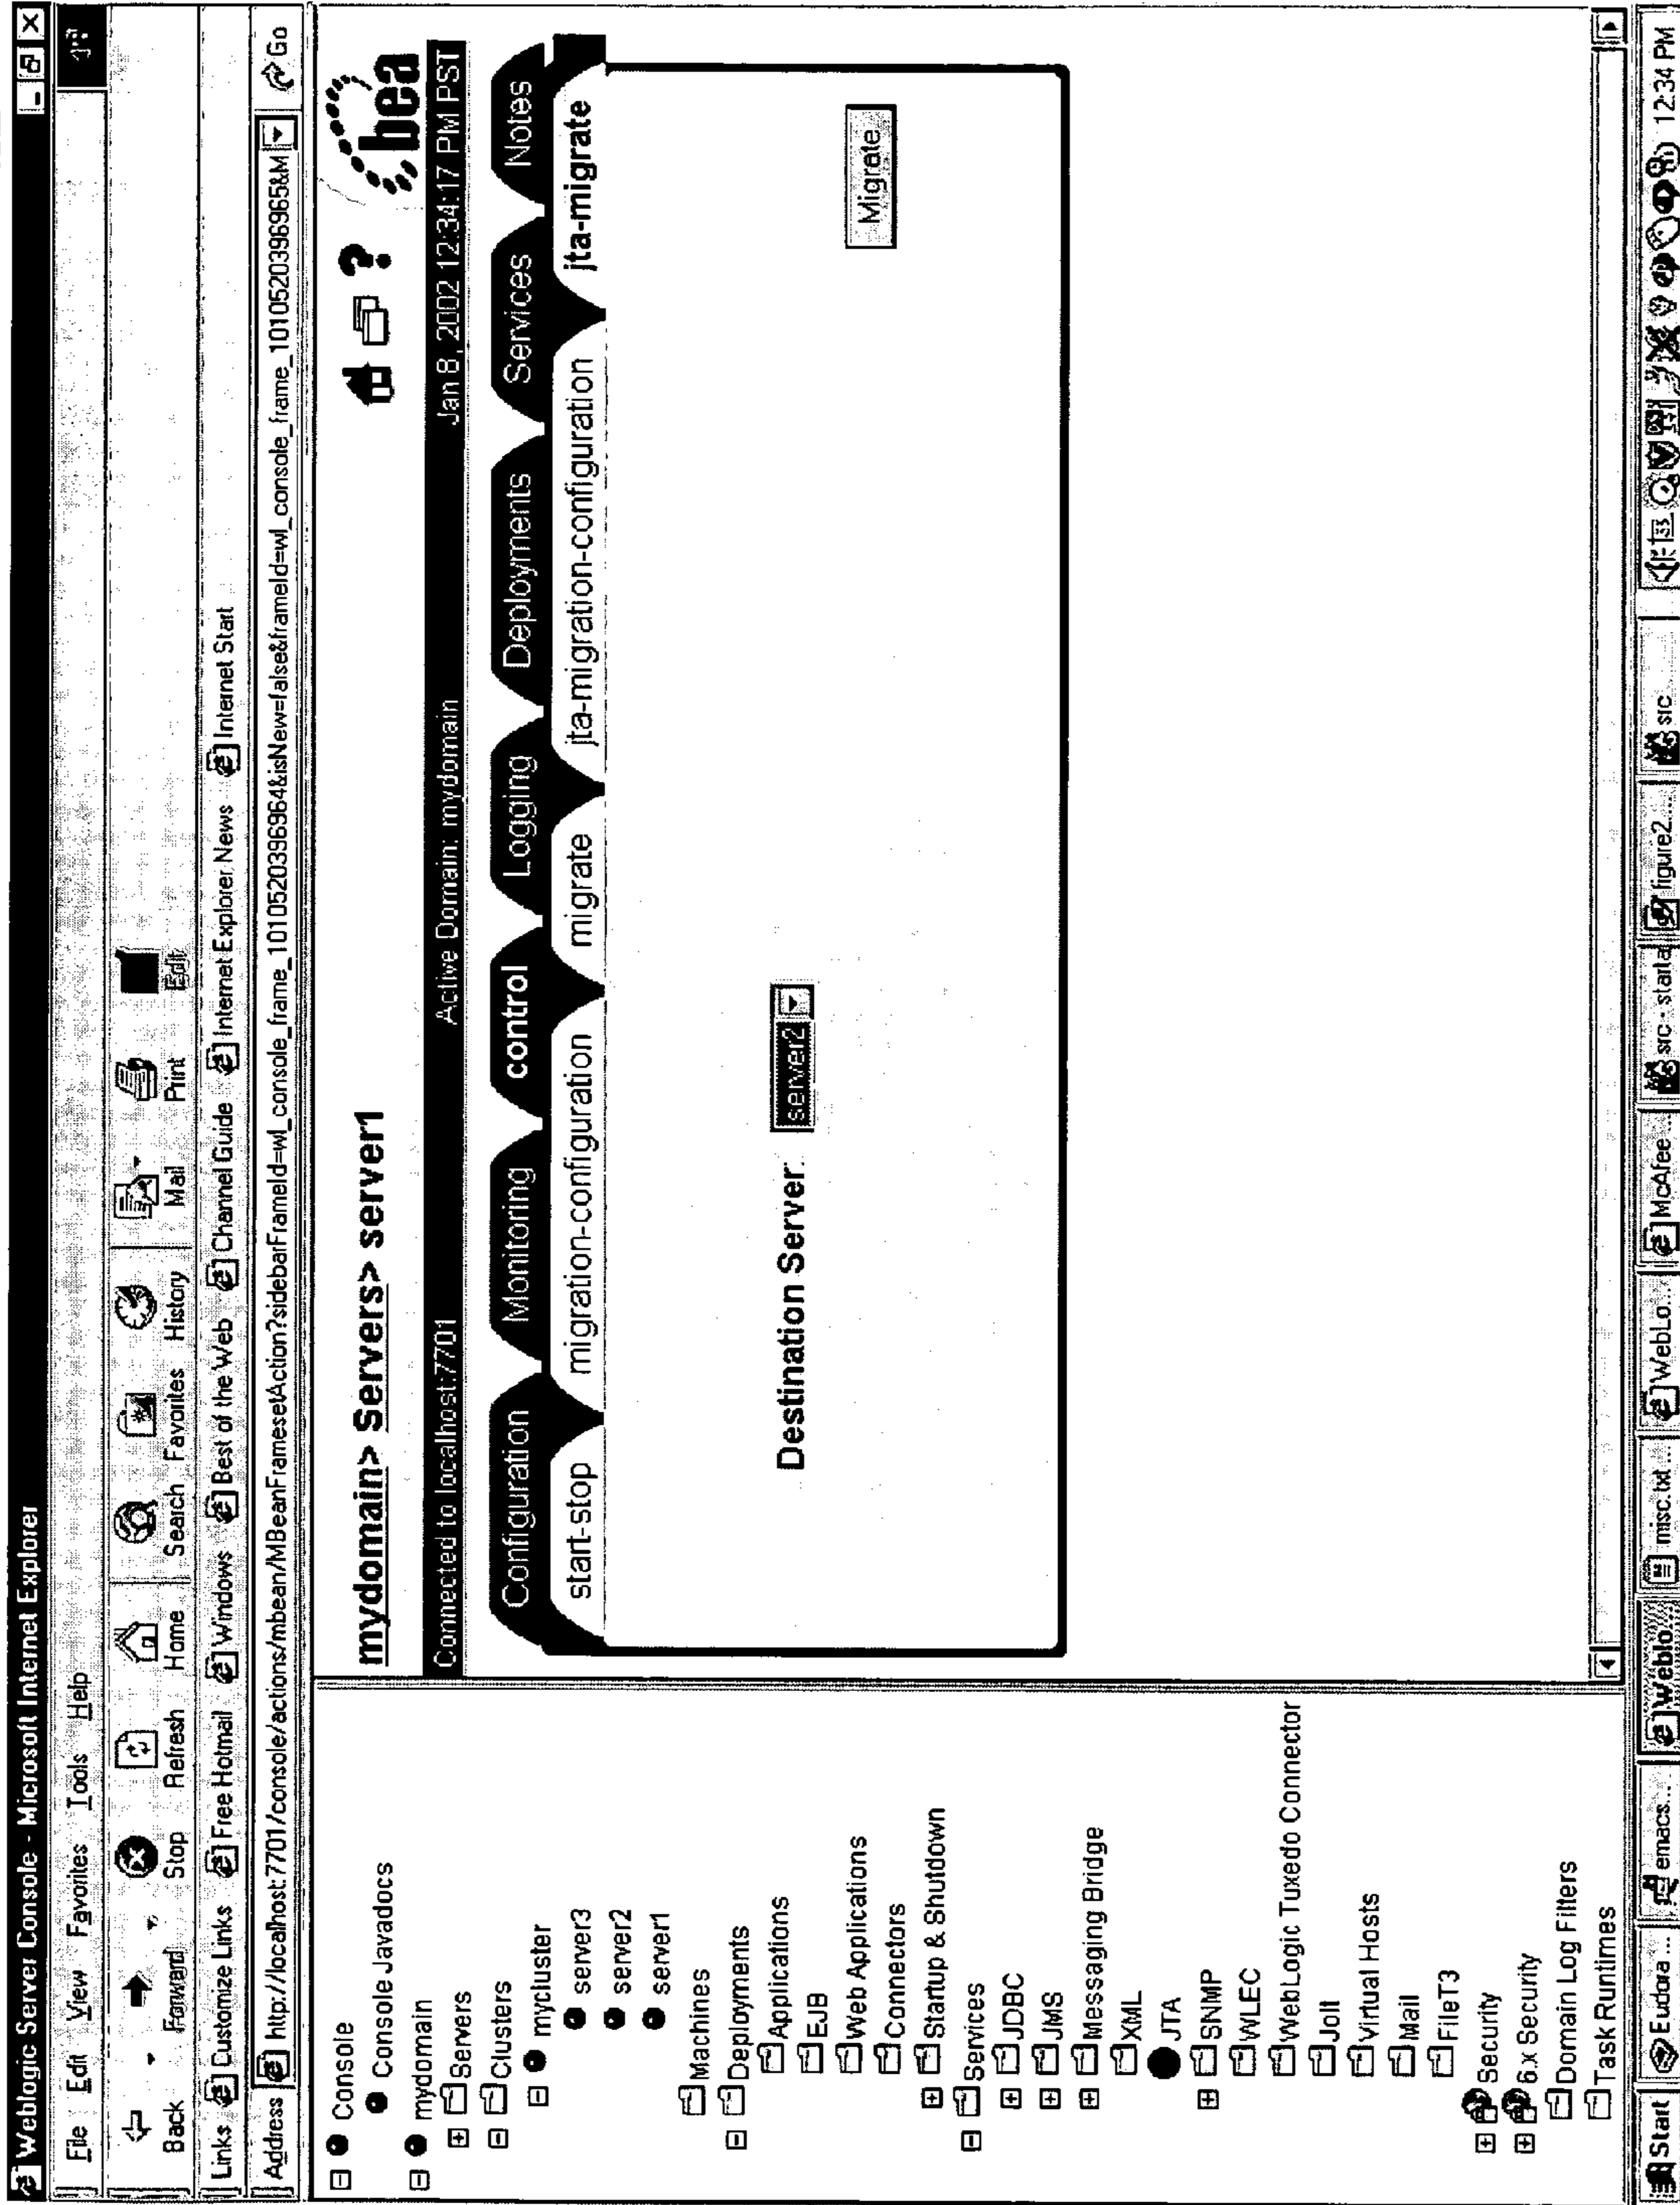 Weblogic Server Console - Microsoft Internet Explorer
File Edit View Favorites Tools Help
Back Forward Stop Refresh Home Search Favorites History Mail Print Edit
Links Customize Links Free Hotmail Windows Best of the Web Channel Guide Internet Explorer News Internet Start
Address http://localhost:7701/console/actions/mbean/MBeanFramesetAction?sidebarFrameId=wl_console_frame_1010520396964&isNew=false&frameId=wl_console_frame_1010520396965&M Go
Console
Console Javadocs
mydomain
Servers
Clusters
mycluster
server3
server2
server1
Machines
Deployments
Applications
EJB
Web Applications
Connectors
Startup & Shutdown
Services
JDBC
JMS
Messaging Bridge
XML
JTA
SNMP
WLEC
WebLogic Tuxedo Connector
Jolt
Virtual Hosts
Mail
FileT3
Security
6.x Security
Domain Log Filters
Task Runtimes
mydomain> Servers> server1
? bea
Connected to localhost:7701 Active Domain: mydomain Jan 8, 2002 12:34:17 PM PST
Configuration Monitoring control Logging Deployments Services Notes
start-stop migration-configuration migrate jta-migration-configuration jta-migrate
Destination Server: server2
Migrate
Start Eudora ... emacs... Weblo... misc.txt ... WebLo... McAfee ... src - starta figure2... src 12:34 PM